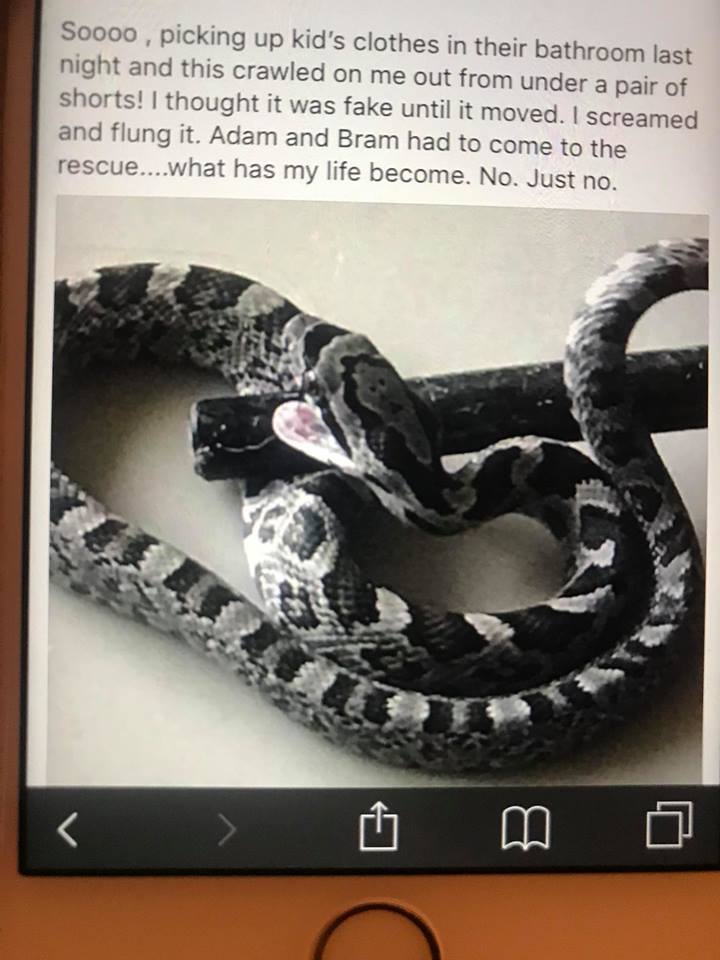 Soooo , picking up kid's clothes in their bathroom last
night and this crawled on me out from under a pair of
shorts! I thought it was fake until it moved. I screamed
and flung it. Adam and Bram had to come to the
rescue....what has my life become. No. Just no.